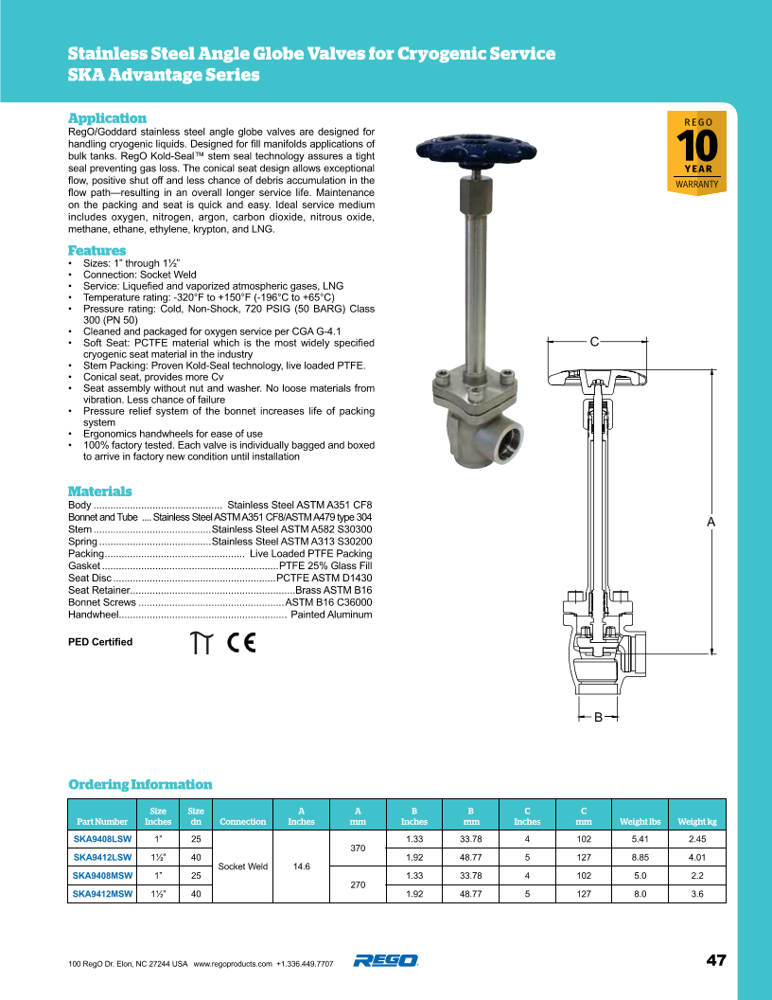 Stainless Steel Angle Globe Valves for Cryogenic Service
SKA Advantage Series
Application
RegO/Goddard stainless steel angle globe valves are designed for
handling cryogenic liquids. Designed for fill manifolds applications of
bulk tanks. RegO Kold-Seal™ stem seal technology assures a tight
seal preventing gas loss. The conical seat design allows exceptional
flow, positive shut off and less chance of debris accumulation in the
flow path—resulting in an overall longer service life. Maintenance
on the packing and seat is quick and easy. Ideal service medium
includes oxygen, nitrogen, argon, carbon dioxide, nitrous oxide,
methane, ethane, ethylene, krypton, and LNG.
Features
• Sizes: 1" through 1½"
• Connection: Socket Weld
• Service: Liquefied and vaporized atmospheric gases, LNG
• Temperature rating: -320°F to +150°F (-196°C to +65°C)
• Pressure rating: Cold, Non-Shock, 720 PSIG (50 BARG) Class
300 (PN 50)
• Cleaned and packaged for oxygen service per CGA G-4.1
• Soft Seat: PCTFE material which is the most widely specified
cryogenic seat material in the industry
• Stem Packing: Proven Kold-Seal technology, live loaded PTFE.
• Conical seat, provides more Cv
• Seat assembly without nut and washer. No loose materials from
vibration. Less chance of failure
• Pressure relief system of the bonnet increases life of packing
system
• Ergonomics handwheels for ease of use
• 100% factory tested. Each valve is individually bagged and boxed
to arrive in factory new condition until installation
Materials
Body .............................................. Stainless Steel ASTM A351 CF8
Bonnet and Tube .... Stainless Steel ASTM A351 CF8/ASTM A479 type 304
Stem ..........................................Stainless Steel ASTM A582 S30300
Spring ........................................Stainless Steel ASTM A313 S30200
Packing.................................................. Live Loaded PTFE Packing
Gasket ...............................................................PTFE 25% Glass Fill
Seat Disc ..........................................................PCTFE ASTM D1430
Seat Retainer...........................................................Brass ASTM B16
Bonnet Screws ....................................................ASTM B16 C36000
Handwheel............................................................ Painted Aluminum
PED Certified π CE
REGO
10
YEAR
WARRANTY
C
A
B
Ordering Information
Part Number Size Inches Size dn Connection A Inches A mm B Inches B mm C Inches C mm Weight lbs Weight kg
SKA9408LSW 1" 25 Socket Weld 14.6 370 1.33 33.78 4 102 5.41 2.45
SKA9412LSW 1½" 40 1.92 48.77 5 127 8.85 4.01
SKA9408MSW 1" 25 270 1.33 33.78 4 102 5.0 2.2
SKA9412MSW 1½" 40 1.92 48.77 5 127 8.0 3.6
100 RegO Dr. Elon, NC 27244 USA www.regoproducts.com +1.336.449.7707 REGO 47